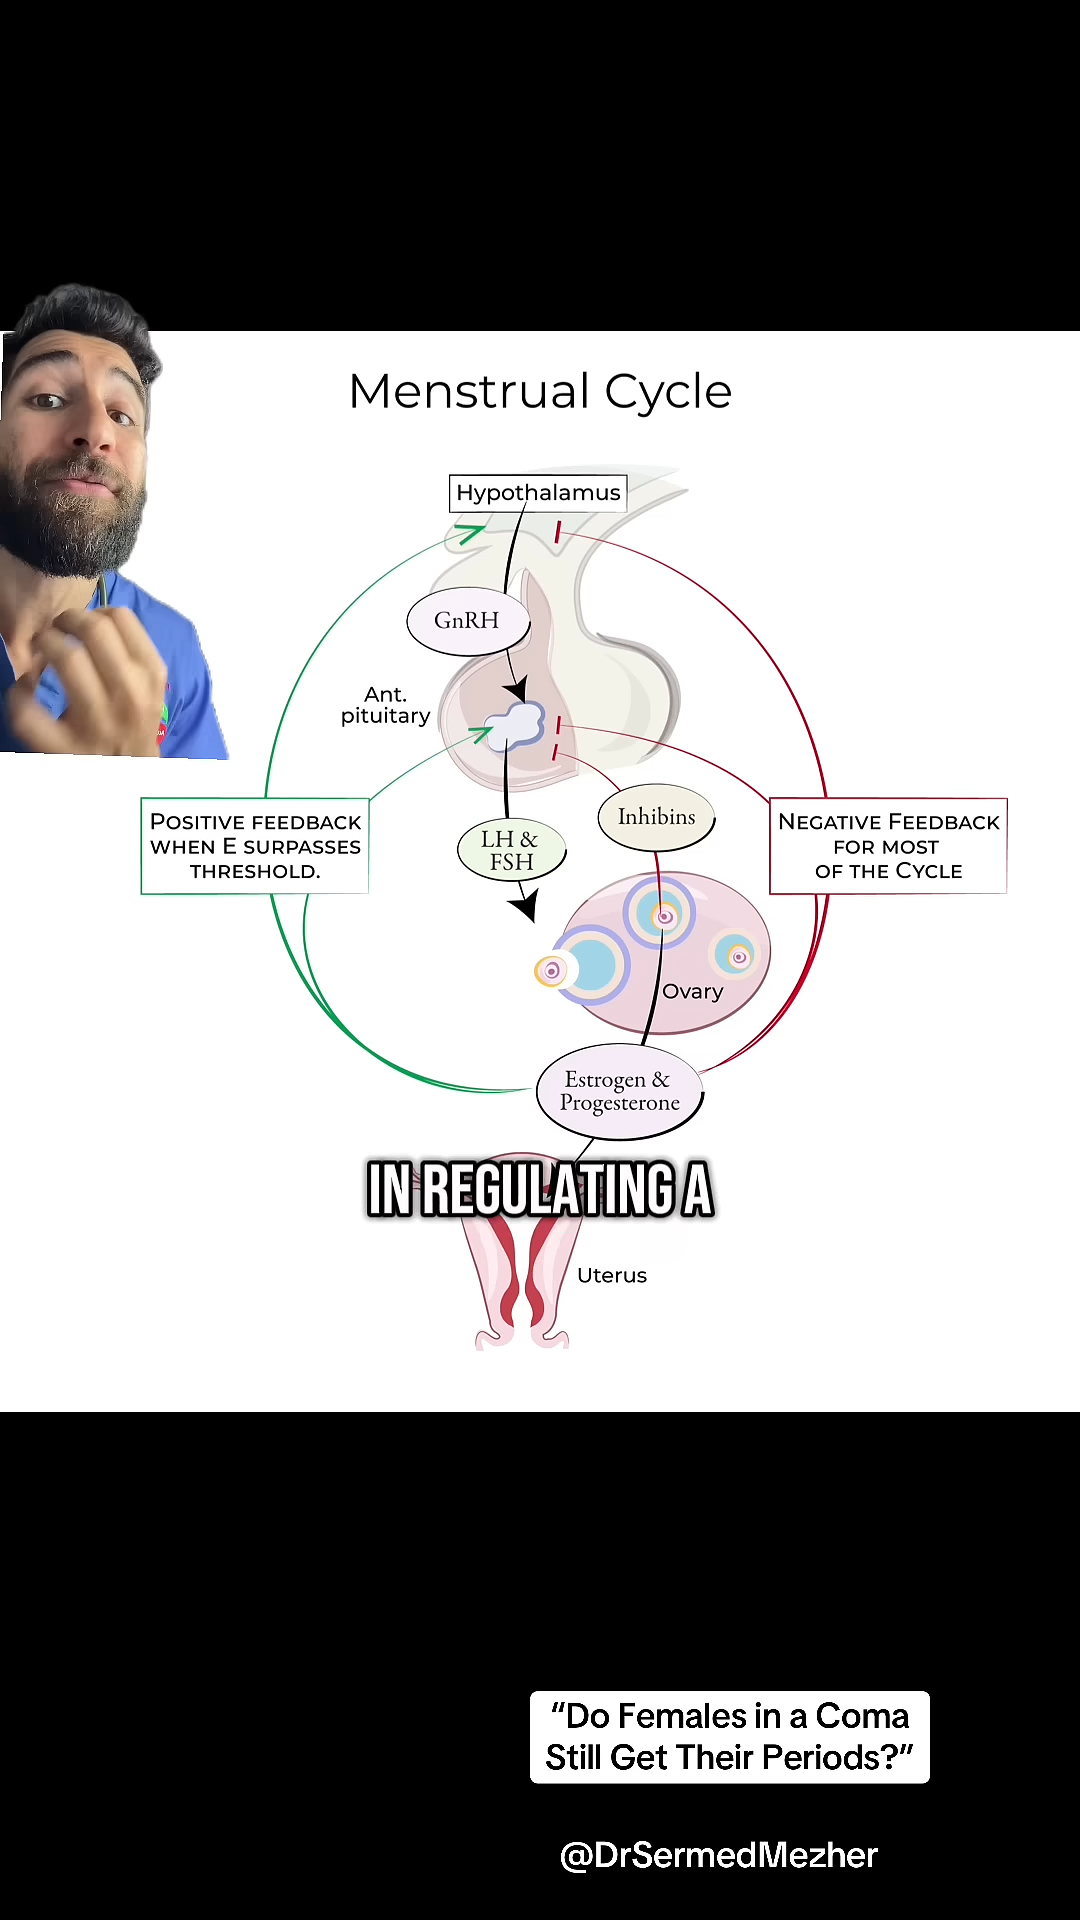 Menstrual Cycle
Hypothalamus
GnRH
Ant.
pituitary
POSITIVE FEEDBACK
WHEN E SURPASSES
THRESHOLD.
LH &
FSH
Inhibins
NEGATIVE FEEDBACK
FOR MOST
OF THE CYCLE
Ovary
Estrogen &
Progesterone
IN REGULATING A
Uterus
“Do Females in a Coma
Still Get Their Periods?”
@DrSermedMezher